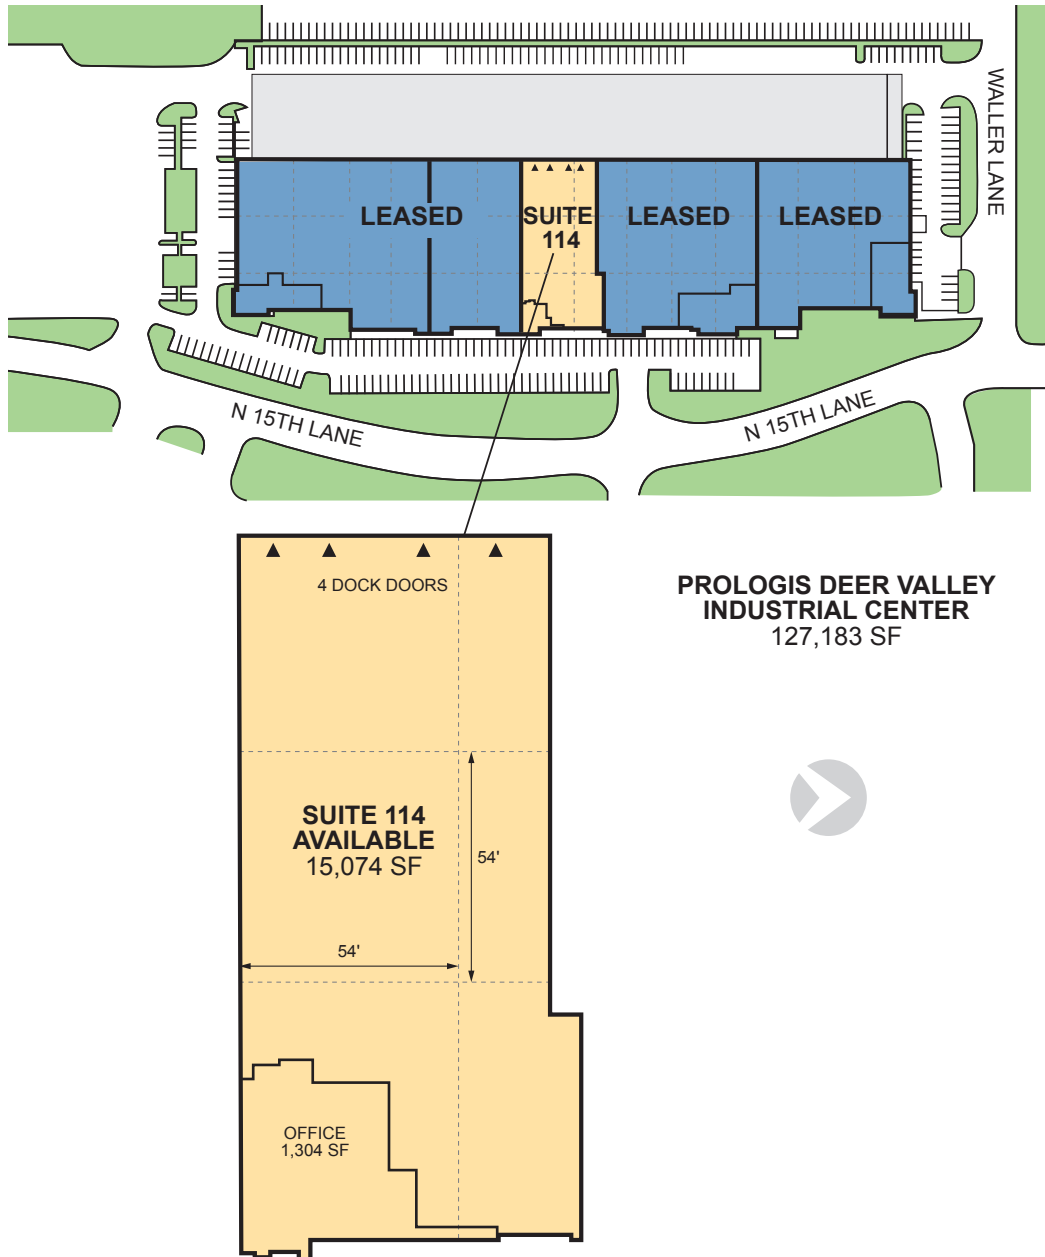 WALLER LANE
LEASED
SUITE
114
LEASED
LEASED
N 15TH LANE
N 15TH LANE
4 DOCK DOORS
PROLOGIS DEER VALLEY
INDUSTRIAL CENTER
127,183 SF
SUITE 114
AVAILABLE
15,074 SF
54'
54'
OFFICE
1,304 SF